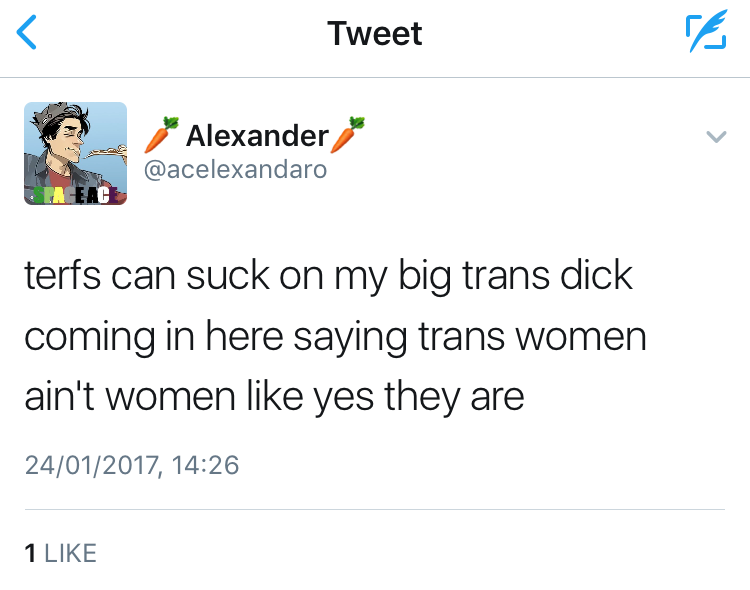 Tweet
🥕 Alexander🥕
@acelexandaro
SPACEACE
terfs can suck on my big trans dick
coming in here saying trans women
ain't women like yes they are
24/01/2017, 14:26
1 LIKE